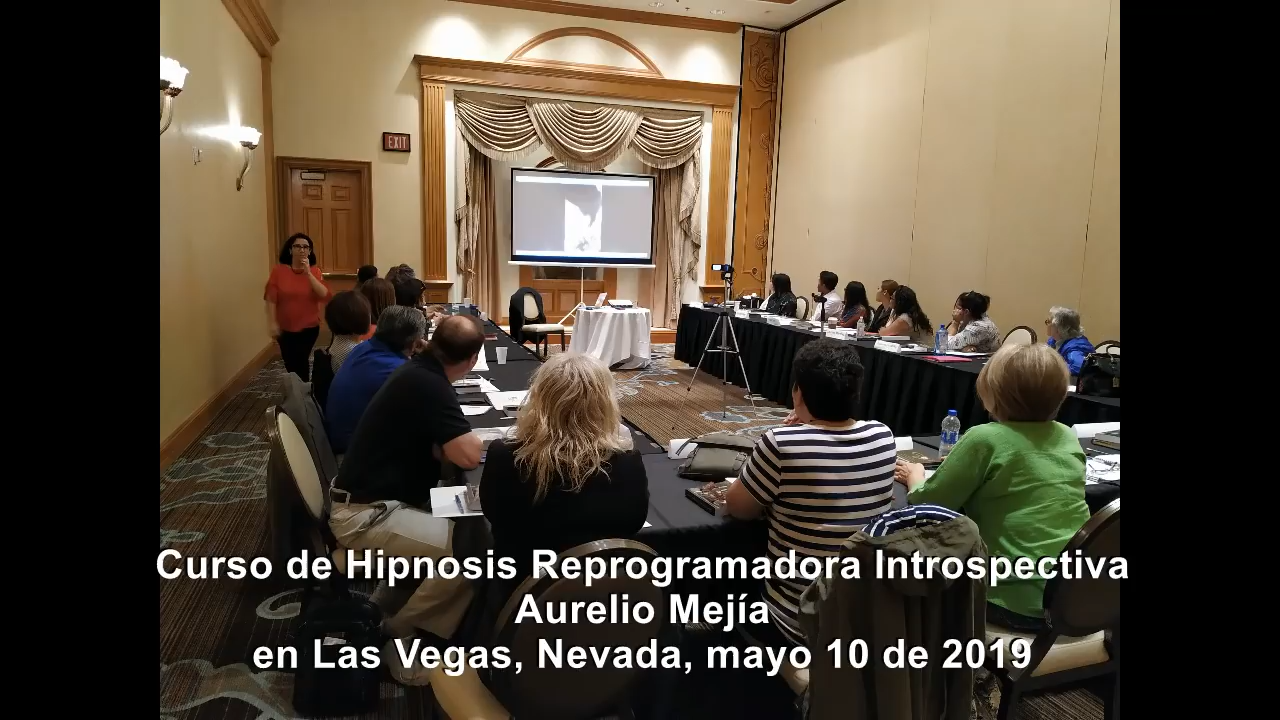 EXIT
Curso de Hipnosis Reprogramadora Introspectiva
Aurelio Mejía
en Las Vegas, Nevada, mayo 10 de 2019